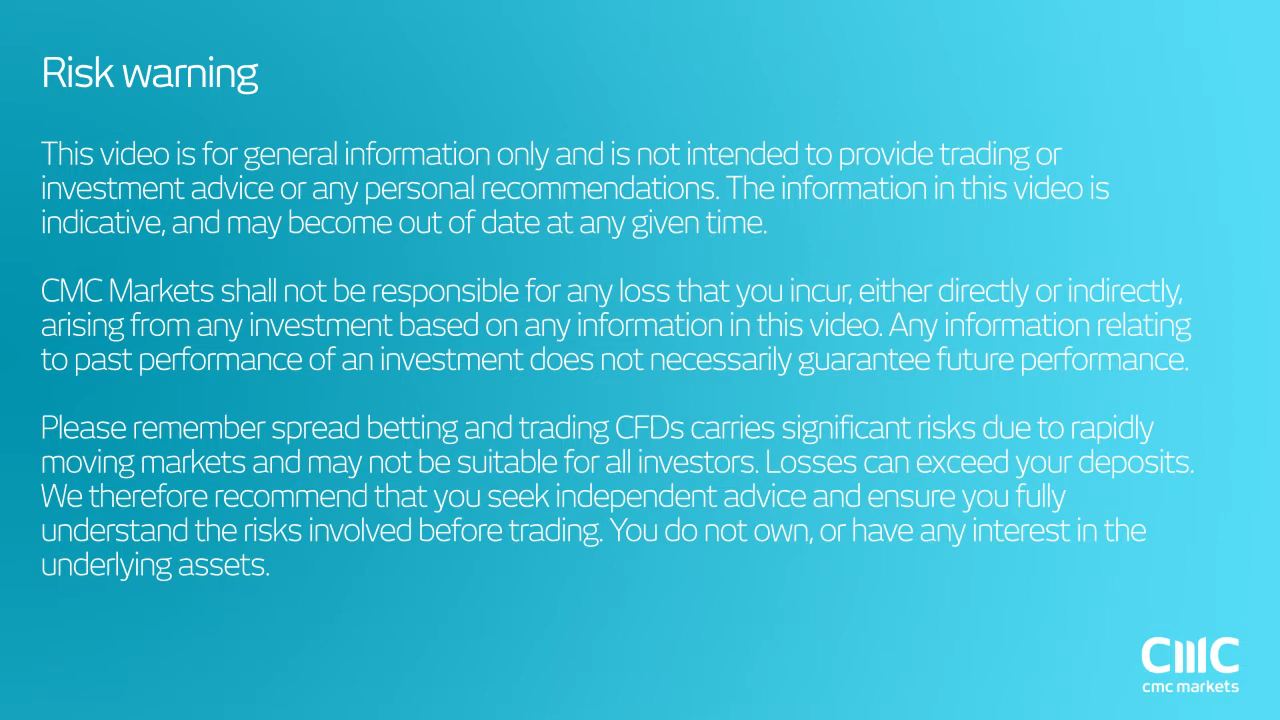 Risk warning
This video is for general information only and is not intended to provide trading or
investment advice or any personal recommendations. The information in this video is
indicative, and may become out of date at any given time.
CMC Markets shall not be responsible for any loss that you incur, either directly or indirectly,
arising from any investment based on any information in this video. Any information relating
to past performance of an investment does not necessarily guarantee future performance.
Please remember spread betting and trading CFDs carries significant risks due to rapidly
moving markets and may not be suitable for all investors. Losses can exceed your deposits.
We therefore recommend that you seek independent advice and ensure you fully
understand the risks involved before trading. You do not own, or have any interest in the
underlying assets.
CMC
cmc markets